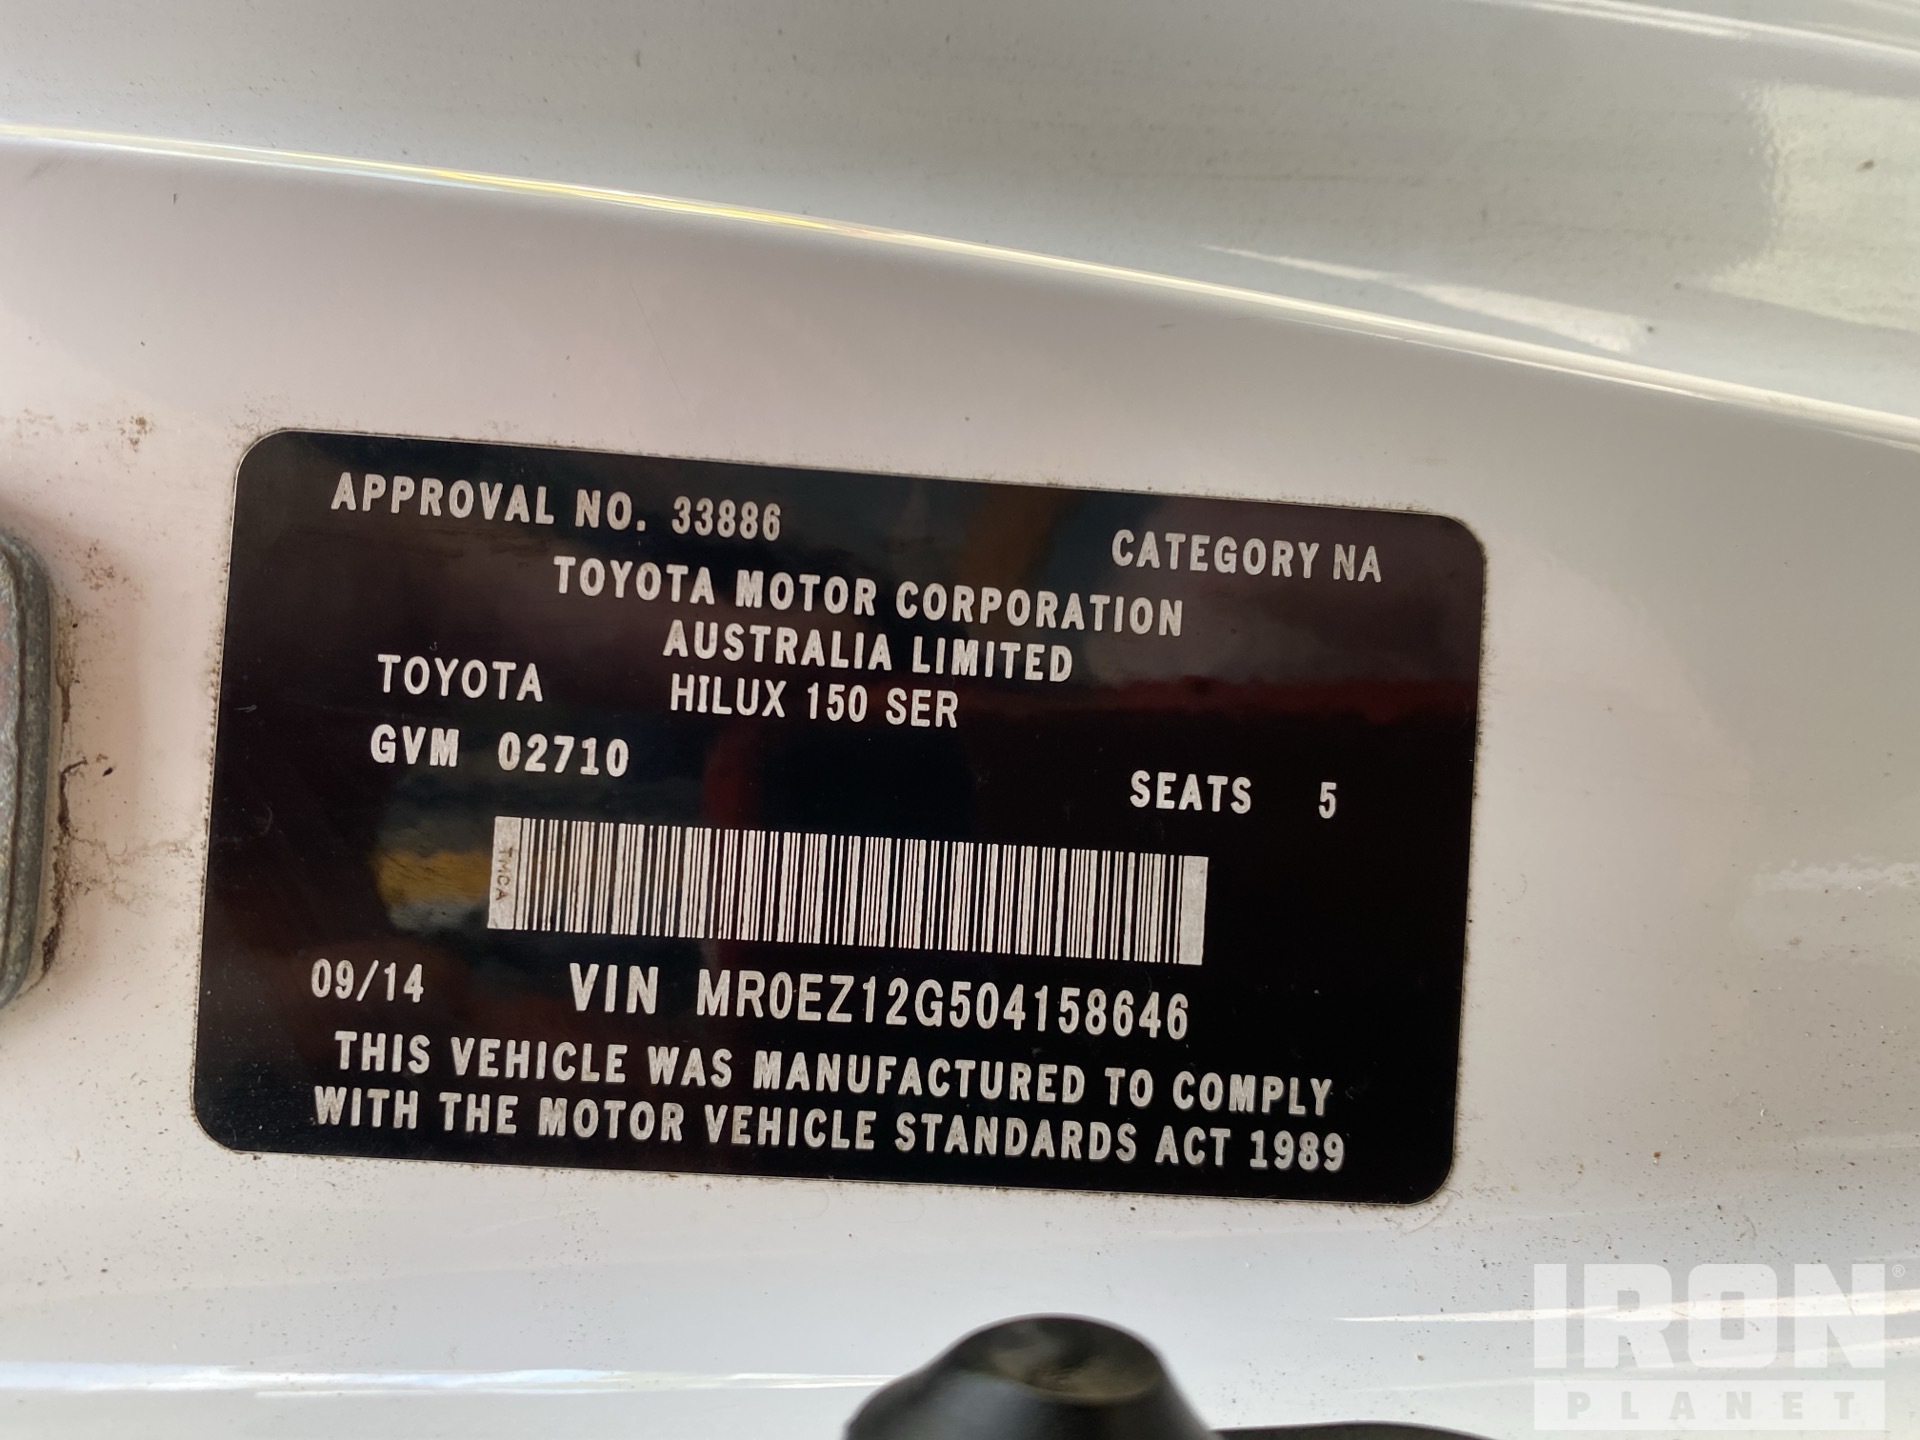 APPROVAL NO. 33886
CATEGORY NA
TOYOTA MOTOR CORPORATION
AUSTRALIA LIMITED
TOYOTA HILUX 150 SER
GVM 02710
SEATS 5
TMCA
09/14 VIN MR0EZ12G504158646
THIS VEHICLE WAS MANUFACTURED TO COMPLY
WITH THE MOTOR VEHICLE STANDARDS ACT 1989
IRON®
PLANET